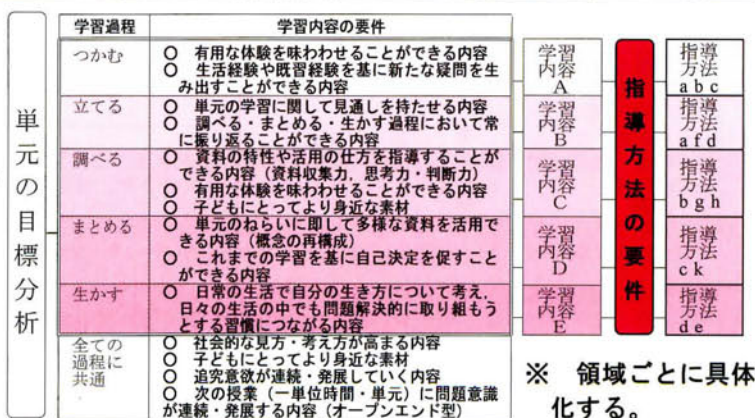 単元の目標分析
学習過程
学習内容の要件
つかむ
○ 有用な体験を味わわせることができる内容
○ 生活経験や既習経験を基に新たな疑問を生
み出すことができる内容
立てる
○ 単元の学習に関して見通しを持たせる内容
○ 調べる・まとめる・生かす過程において常
に振り返ることができる内容
調べる
○ 資料の特性や活用の仕方を指導することが
できる内容(資料収集力,思考力・判断力)
○ 有用な体験を味わわせることができる内容
○ 子どもにとってより身近な素材
まとめる
○ 単元のねらいに即して多様な資料を活用で
きる内容(概念の再構成)
○ これまでの学習を基に自己決定を促すこと
ができる内容
生かす
○ 日常の生活で自分の生き方について考え,
日々の生活の中でも問題解決的に取り組もう
とする習慣につながる内容
全ての
過程に
共通
○ 社会的な見方・考え方が高まる内容
○ 子どもにとってより身近な素材
○ 追究意欲が連続・発展していく内容
○ 次の授業(一単位時間・単元)に問題意識
が連続・発展する内容(オープンエンド型)
学習
内容
A
学習
内容
B
学習
内容
C
学習
内容
D
学習
内容
E
指導方法の要件
指導
方法
a b c
指導
方法
a f d
指導
方法
b g h
指導
方法
c k
指導
方法
d e
※ 領域ごとに具体
化する。